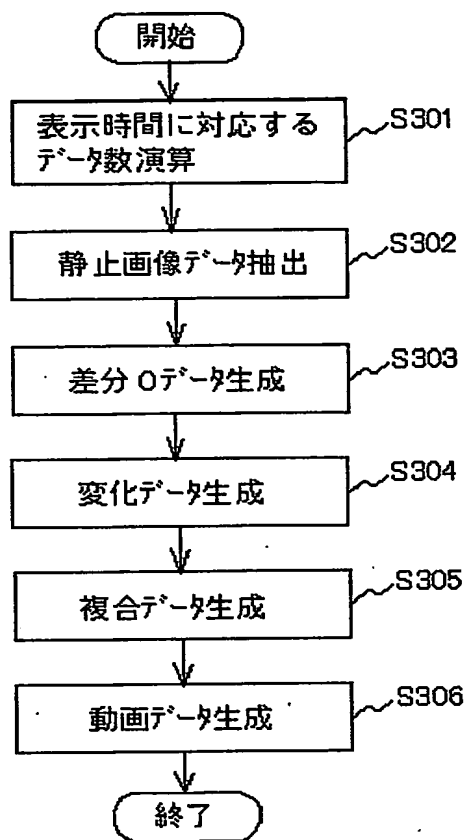 開始
表示時間に対応する
データ数演算
S301
静止画像データ抽出
S302
差分0データ生成
S303
変化データ生成
S304
複合データ生成
S305
動画データ生成
S306
終了